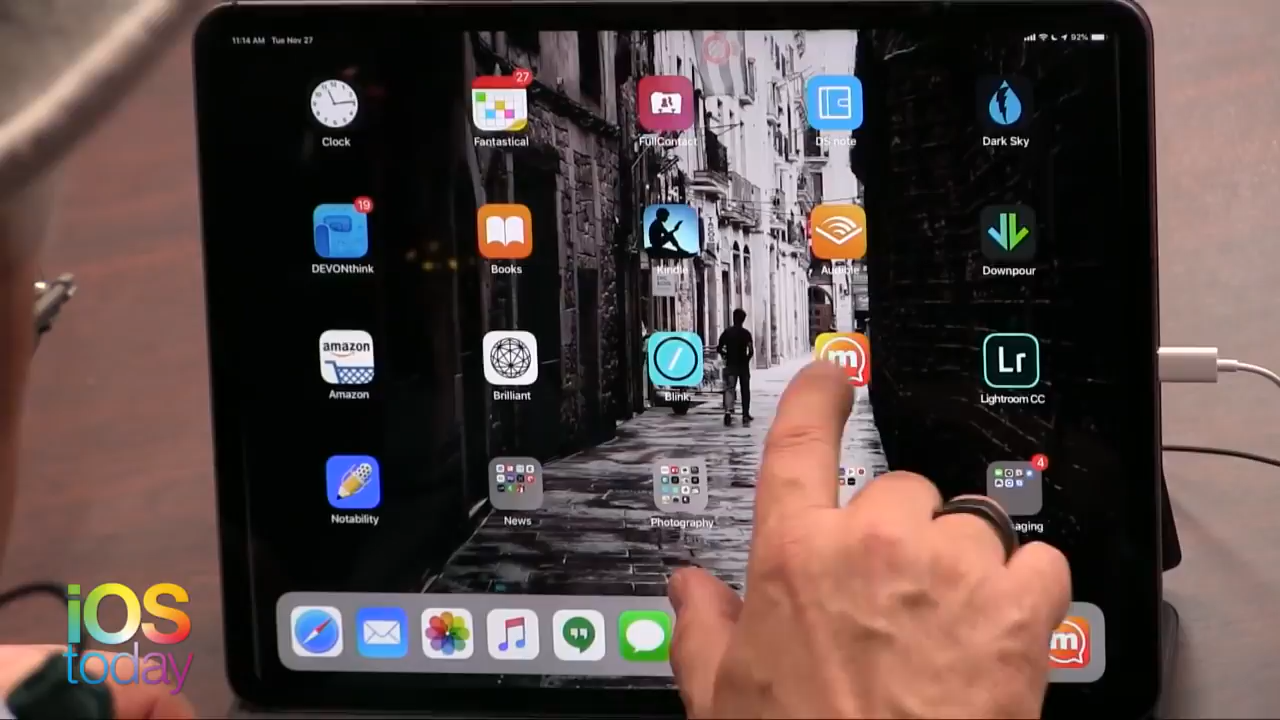 11:14 AM Tue Nov 27
92%
27
Clock
Fantastical
FullContact
DS note
Dark Sky
19
DEVONthink
Books
Kindle
Audible
Downpour
amazon
m
Lr
Amazon
Brilliant
Blink
Lightroom CC
4
Notability
News
Photography
aging
iOS
today
m